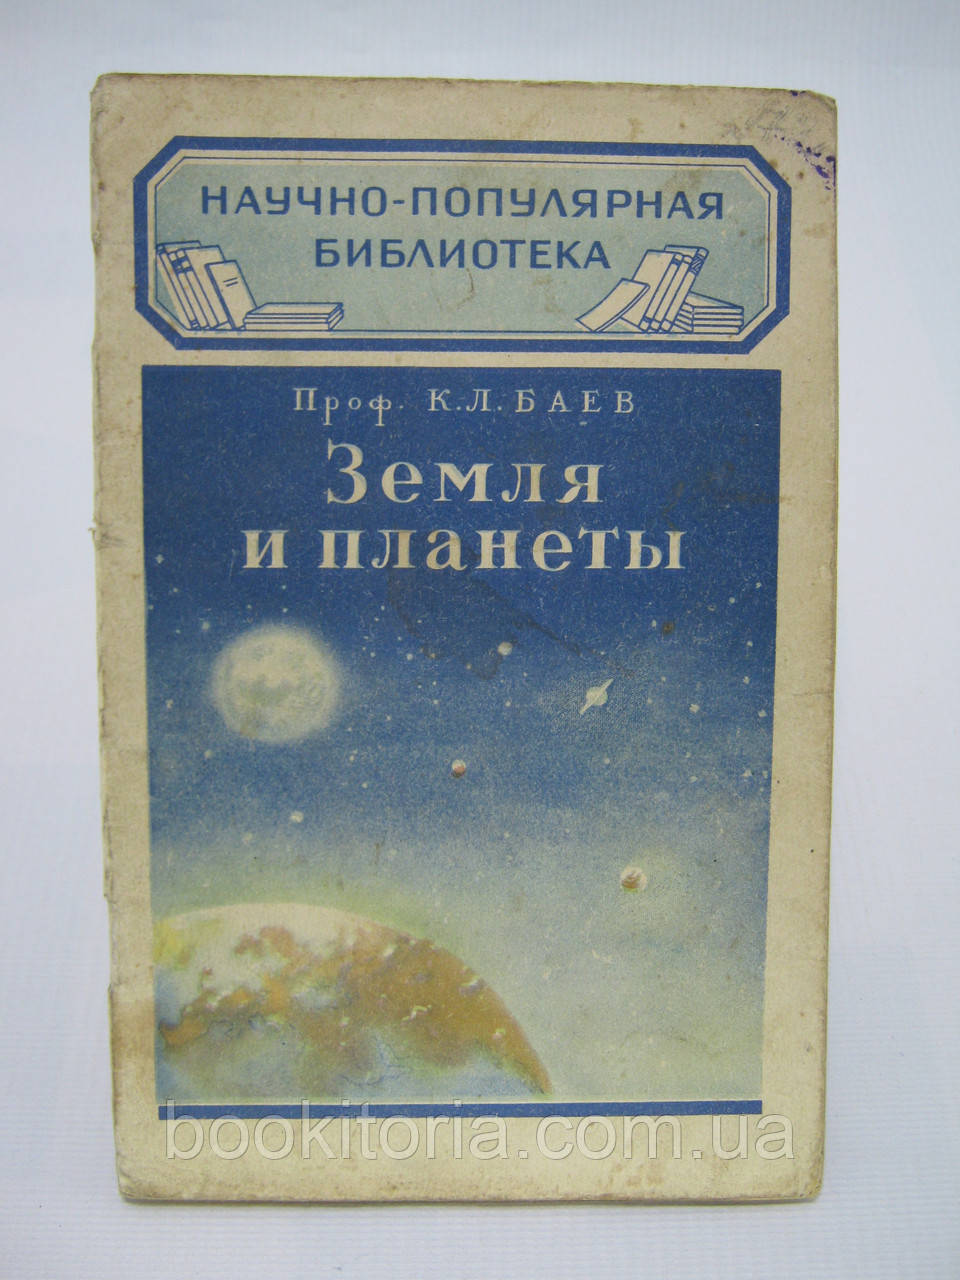 НАУЧНО-ПОПУЛЯРНАЯ
БИБЛИОТЕКА
Проф. К.Л.БАЕВ
Земля
и планеты
bookitoria.com.ua